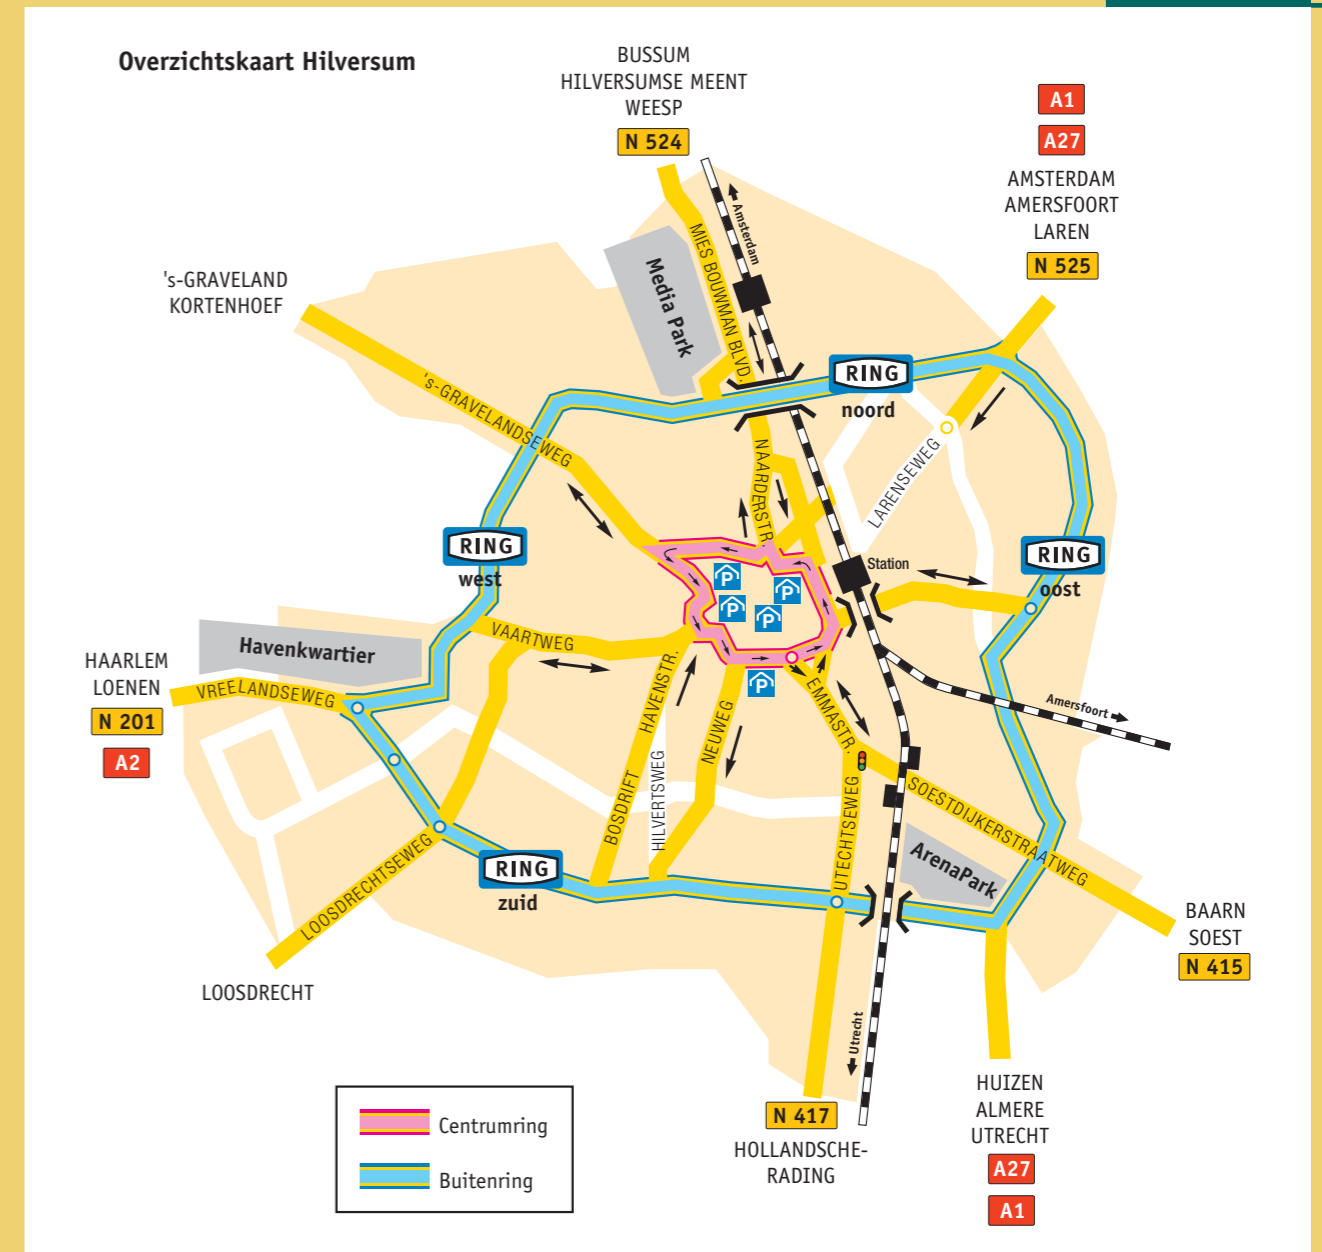 Overzichtskaart Hilversum
BUSSUM
HILVERSUMSE MEENT
WEESP
N 524
A1
A27
AMSTERDAM
AMERSFOORT
LAREN
N 525
's-GRAVELAND
KORTENHOEF
Amsterdam
MIES BOUWMAN BLVD.
Media Park
's-GRAVELANDSEWEG
RING
noord
NAARDERSTR.
LARENSEWEG
RING
west
Station
RING
oost
P
P
P
P
P
Havenkwartier
VAARTWEG
HAARLEM
LOENEN
N 201
A2
VREELANDSEWEG
HAVENSTR.
BOSDRIFT
HILVERTSWEG
NEUWEG
EMMASTR.
UTECHTSEWEG
SOESTDIJKERSTRAATWEG
Amersfoort
ArenaPark
LOOSDRECHTSEWEG
RING
zuid
LOOSDRECHT
BAARN
SOEST
N 415
Utrecht
N 417
HOLLANDSCHE-
RADING
HUIZEN
ALMERE
UTRECHT
A27
A1
Centrumring
Buitenring